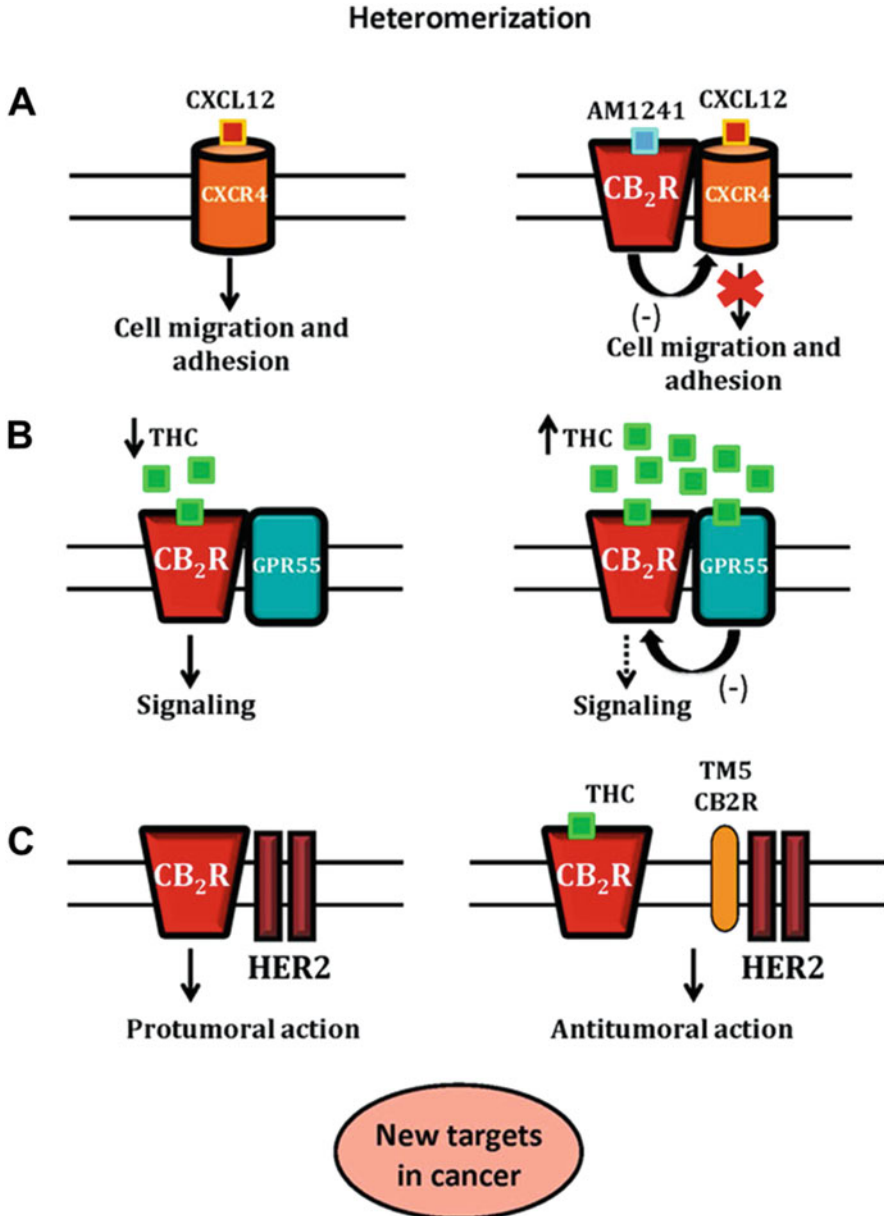 Heteromerization
A
CXCL12
CXCR4
Cell migration and
adhesion
AM1241
CXCL12
CB₂R
CXCR4
(-)
Cell migration and
adhesion
B
THC
CB₂R
GPR55
Signaling
THC
CB₂R
GPR55
(-)
Signaling
C
CB₂R
HER2
Protumoral action
THC
TM5
CB2R
CB₂R
HER2
Antitumoral action
New targets
in cancer